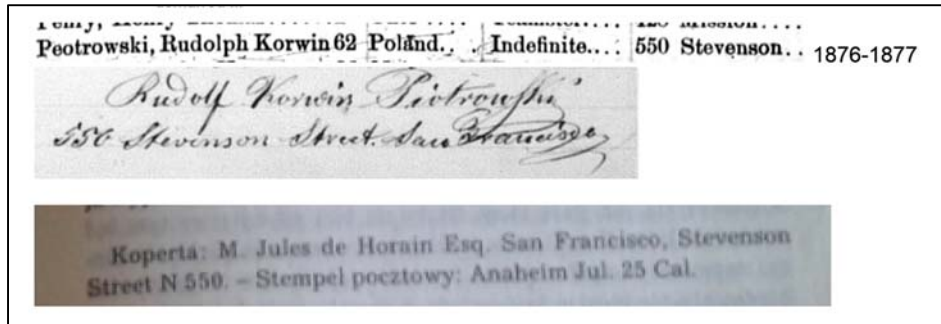 Peotrowski, Rudolph Korwin 62 Poland.. . Indefinite...: 550 Stevenson.. 1876-1877
Rudolf Korwin Piotrowski
550 Stevenson Street. San Francisco
Koperta: M. Jules de Horain Esq. San Francisco, Stevenson
Street N 550. – Stempel pocztowy: Anaheim Jul. 25 Cal.